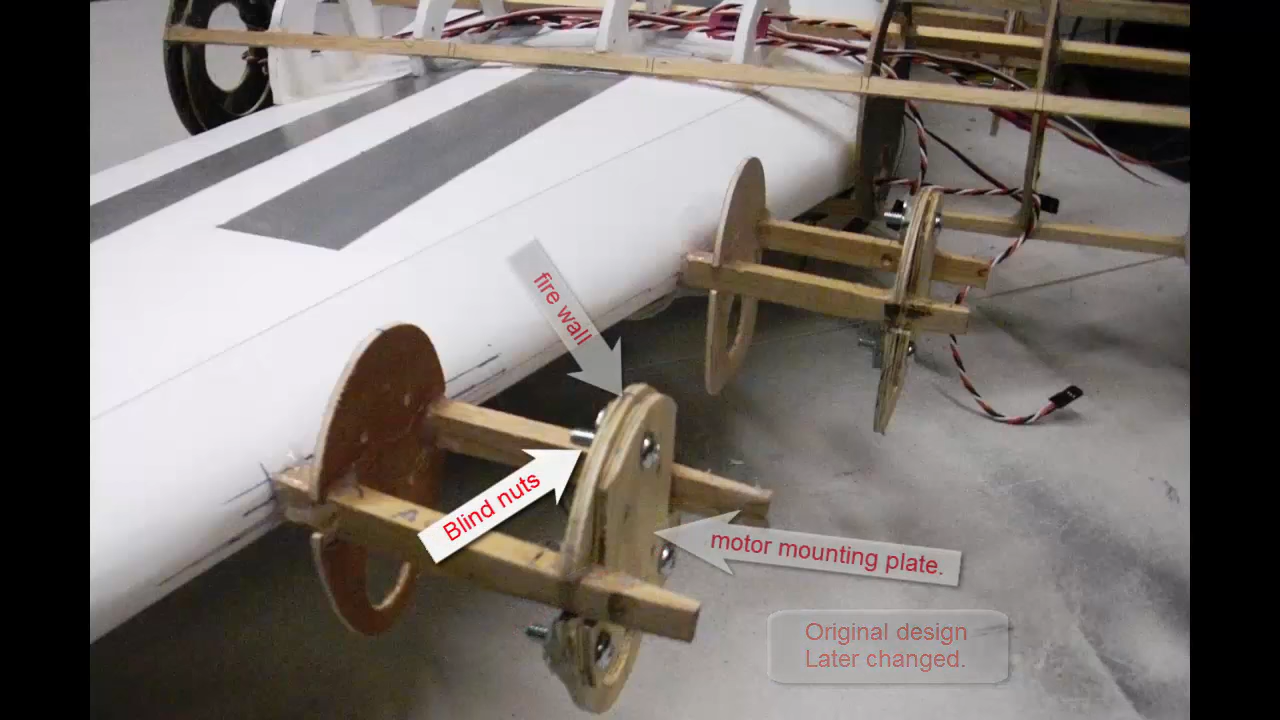 fire wall
Blind nuts
motor mounting plate.
Original design
Later changed.